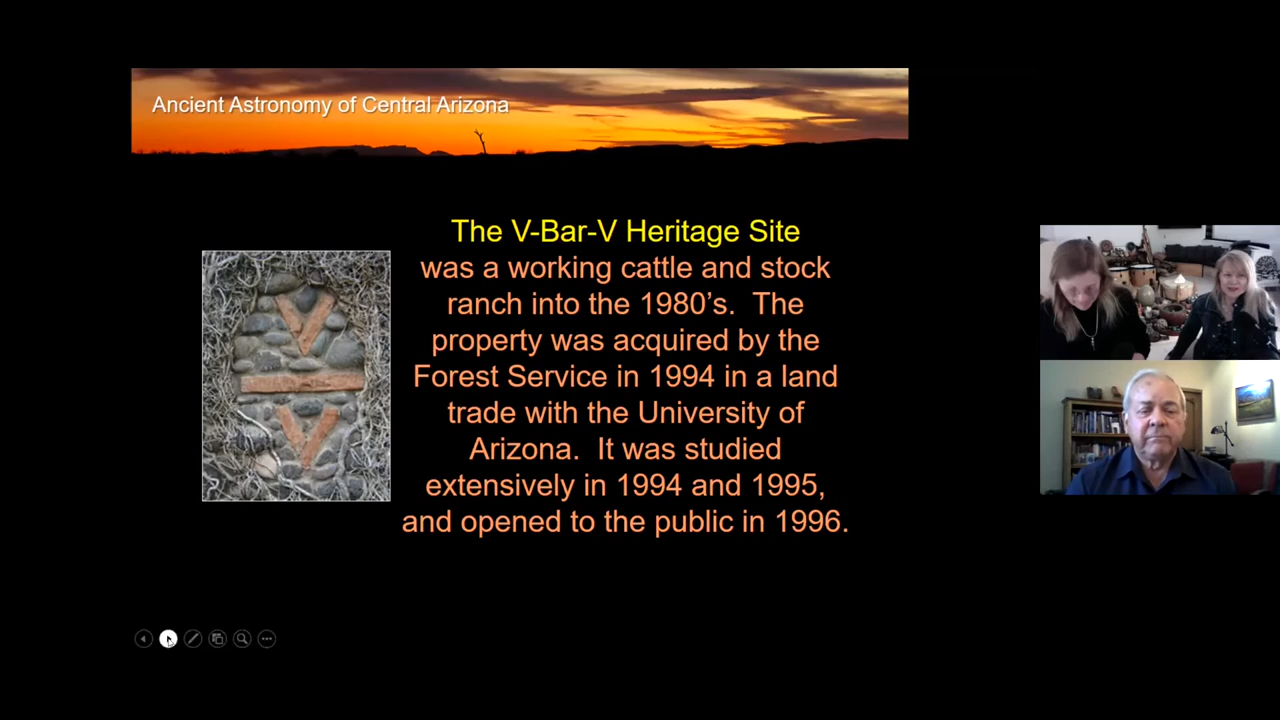 Ancient Astronomy of Central Arizona
The V-Bar-V Heritage Site
was a working cattle and stock
ranch into the 1980’s.  The
property was acquired by the
Forest Service in 1994 in a land
trade with the University of
Arizona.  It was studied
extensively in 1994 and 1995,
and opened to the public in 1996.